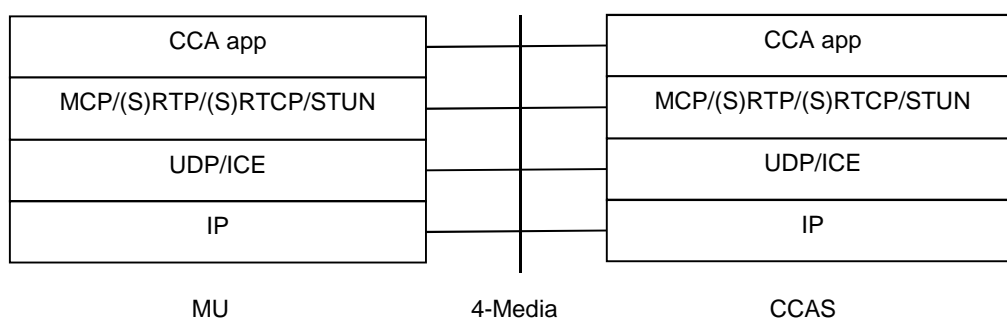 CCA app CCA app
MCP/(S)RTP/(S)RTCP/STUN MCP/(S)RTP/(S)RTCP/STUN
UDP/ICE UDP/ICE
IP IP
MU 4-Media CCAS